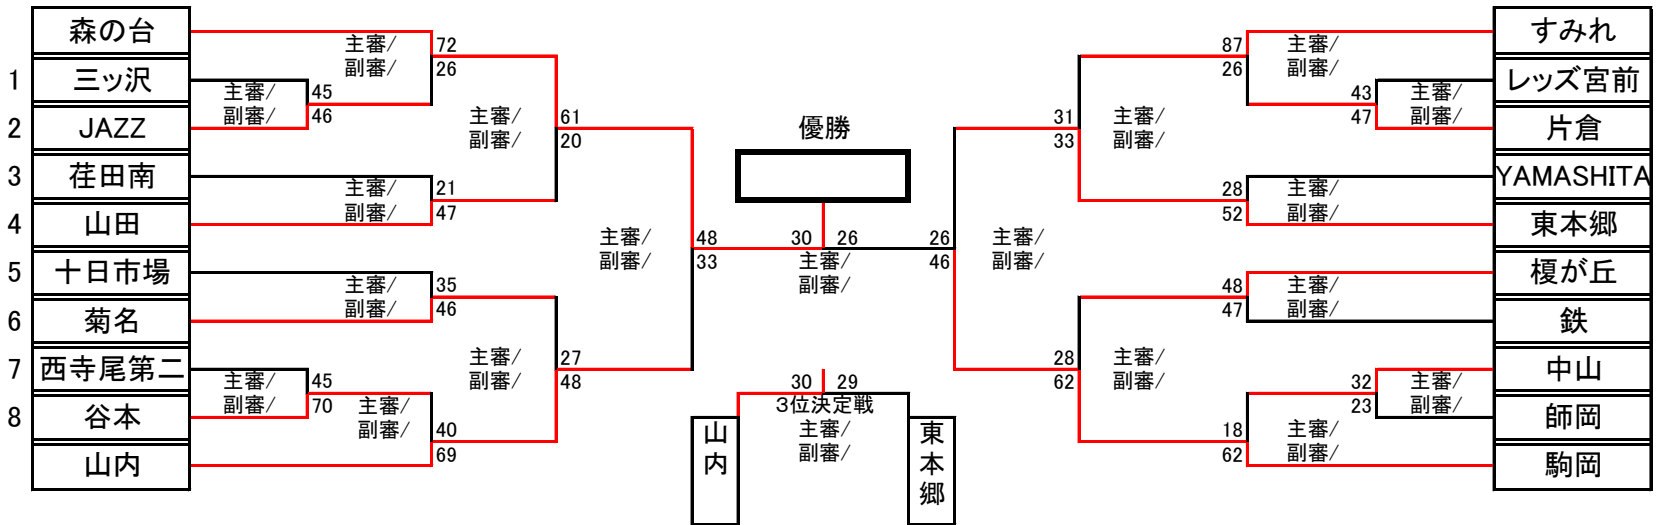 森の台
1 三ッ沢
2 JAZZ
3 荏田南
4 山田
5 十日市場
6 菊名
7 西寺尾第二
8 谷本
山内
主審/ 45
副審/ 46
主審/ 45
副審/ 70
主審/ 72
副審/ 26
主審/ 21
副審/ 47
主審/ 35
副審/ 46
主審/ 40
副審/ 69
主審/ 61
副審/ 20
主審/ 27
副審/ 48
主審/ 48
副審/ 33
優勝
30 26
主審/
副審/
30 29
3位決定戦
主審/
副審/
山内
東本郷
26 主審/
46 副審/
31 主審/
33 副審/
28 主審/
62 副審/
87 主審/
26 副審/
28 主審/
52 副審/
48 主審/
47 副審/
18 主審/
62 副審/
43 主審/
47 副審/
32 主審/
23 副審/
すみれ
レッズ宮前
片倉
YAMASHITA
東本郷
榎が丘
鉄
中山
師岡
駒岡